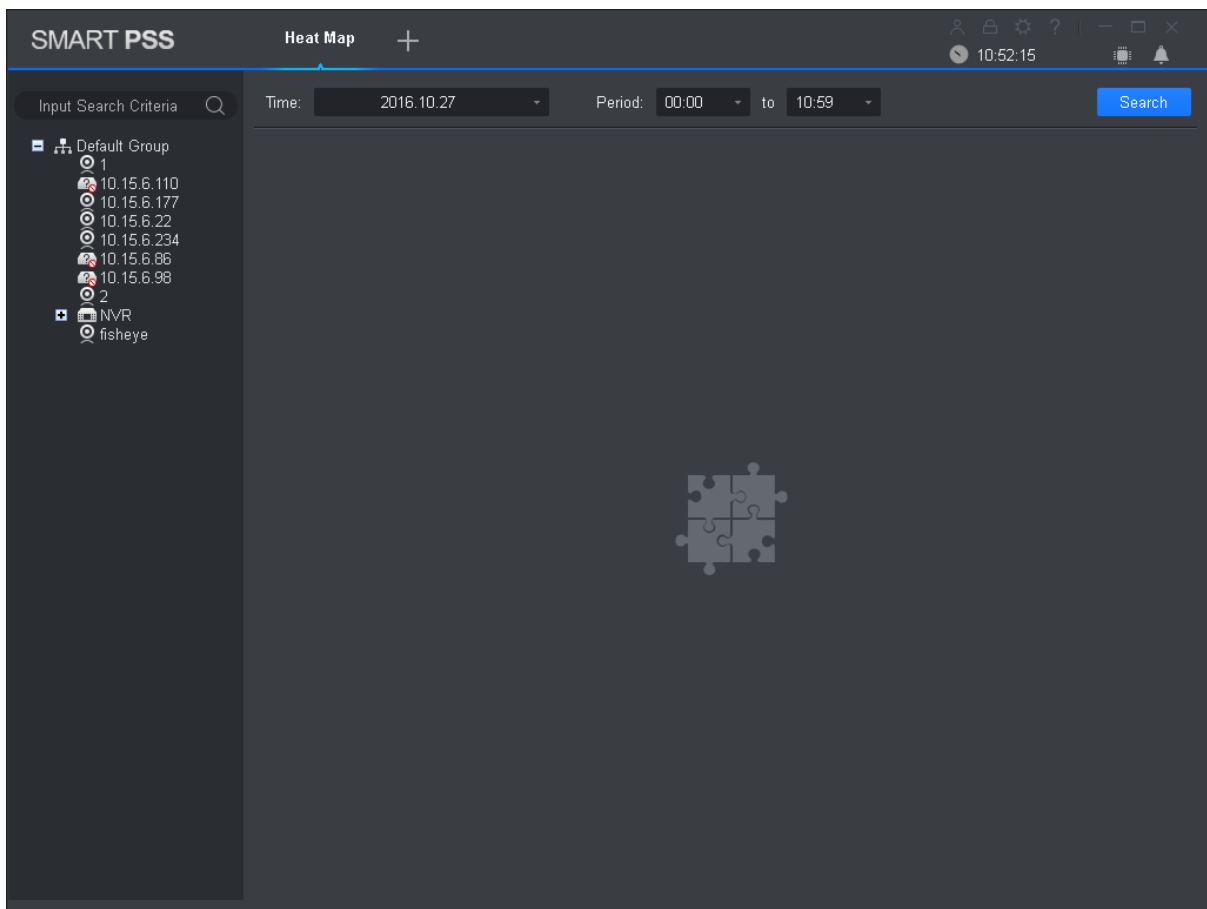 SMART PSS
Heat Map
?
10:52:15
Input Search Criteria
Time: 2016.10.27 Period: 00:00 to 10:59 Search
Default Group
1
10.15.6.110
10.15.6.177
10.15.6.22
10.15.6.234
10.15.6.86
10.15.6.98
2
NVR
fisheye